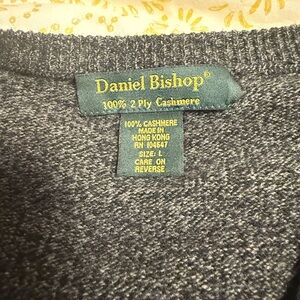 Daniel Bishop®
100% 2 Ply Cashmere
100% CASHMERE
MADE IN
HONG KONG
RN 104647
SIZE: L
CARE ON
REVERSE